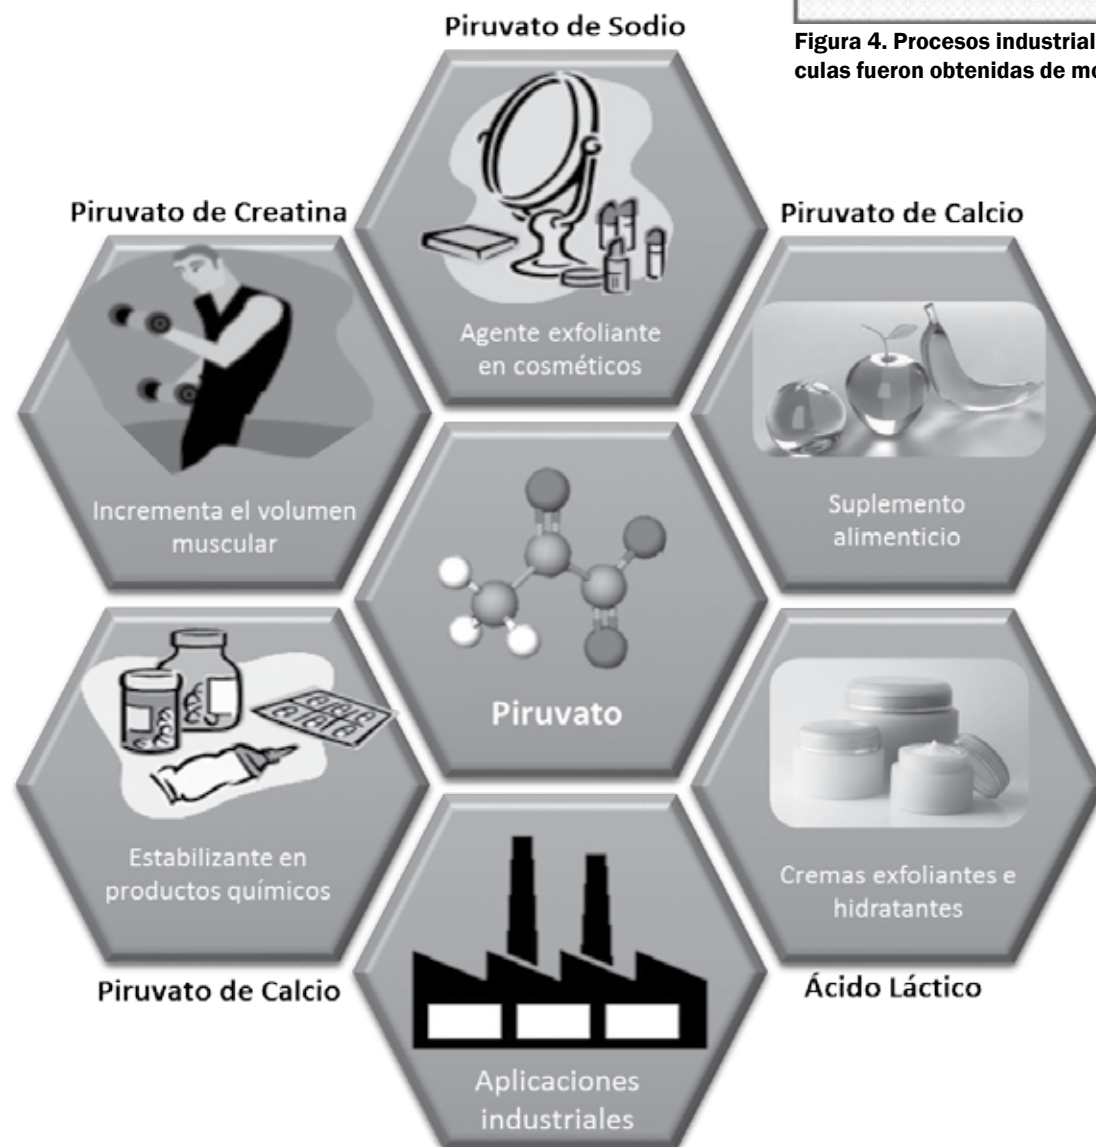 Piruvato de Sodio
Figura 4. Procesos industrial
culas fueron obtenidas de mo
Piruvato de Creatina
Piruvato de Calcio
Agente exfoliante
en cosméticos
Incrementa el volumen
muscular
Suplemento
alimenticio
Piruvato
Estabilizante en
productos químicos
Cremas exfoliantes e
hidratantes
Piruvato de Calcio
Ácido Láctico
Aplicaciones
industriales